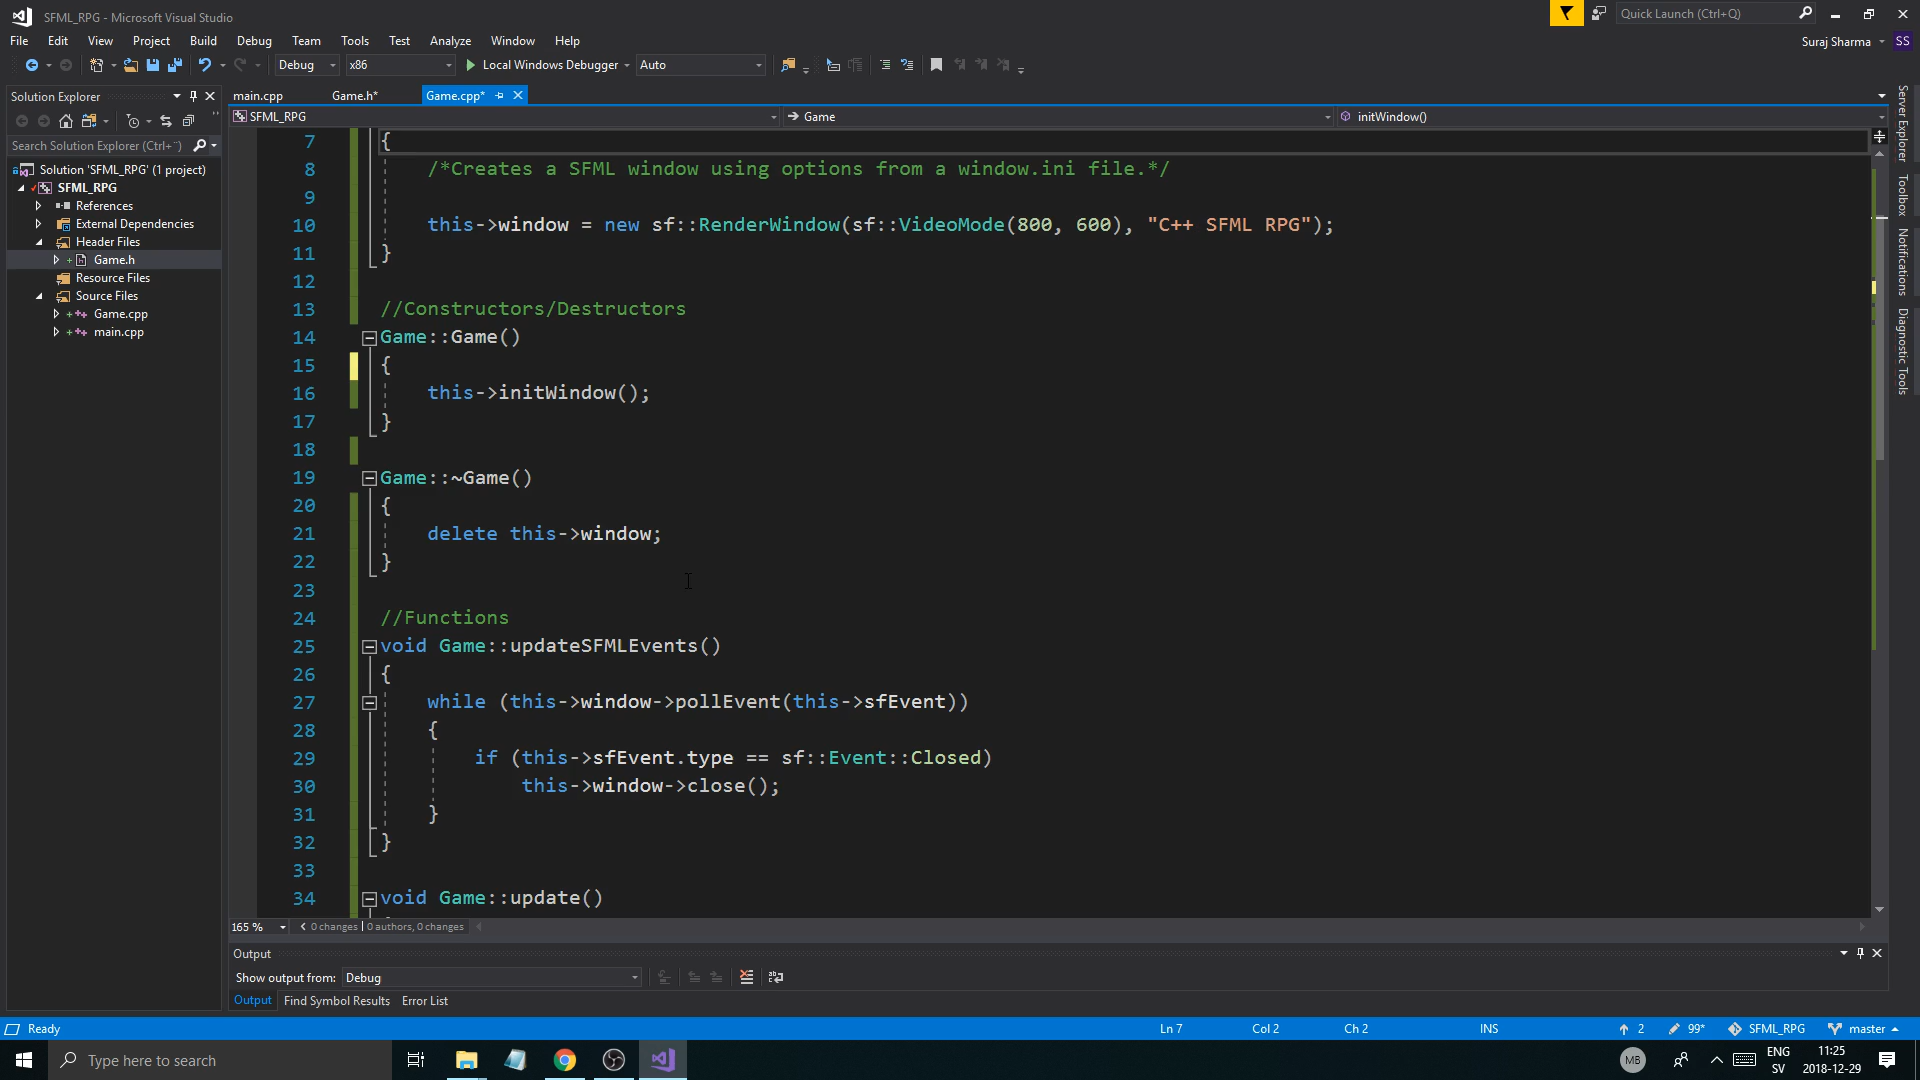 SFML_RPG - Microsoft Visual Studio
Quick Launch (Ctrl+Q)
File Edit View Project Build Debug Team Tools Test Analyze Window Help
Suraj Sharma SS
Debug x86 Local Windows Debugger Auto
Solution Explorer
main.cpp Game.h* Game.cpp*
SFML_RPG Game initWindow()
Search Solution Explorer (Ctrl+¨)
Solution 'SFML_RPG' (1 project)
SFML_RPG
References
External Dependencies
Header Files
Game.h
Resource Files
Source Files
Game.cpp
main.cpp
7 {
8 /*Creates a SFML window using options from a window.ini file.*/
9
10 this->window = new sf::RenderWindow(sf::VideoMode(800, 600), "C++ SFML RPG");
11 }
12
13 //Constructors/Destructors
14 Game::Game()
15 {
16 this->initWindow();
17 }
18
19 Game::~Game()
20 {
21 delete this->window;
22 }
23
24 //Functions
25 void Game::updateSFMLEvents()
26 {
27 while (this->window->pollEvent(this->sfEvent))
28 {
29 if (this->sfEvent.type == sf::Event::Closed)
30 this->window->close();
31 }
32 }
33
34 void Game::update()
Server Explorer
Toolbox
Notifications
Diagnostic Tools
165 % 0 changes | 0 authors, 0 changes
Output
Show output from: Debug
Output Find Symbol Results Error List
Ready Ln 7 Col 2 Ch 2 INS 2 99* SFML_RPG master
Type here to search
MB
ENG
SV
11:25
2018-12-29